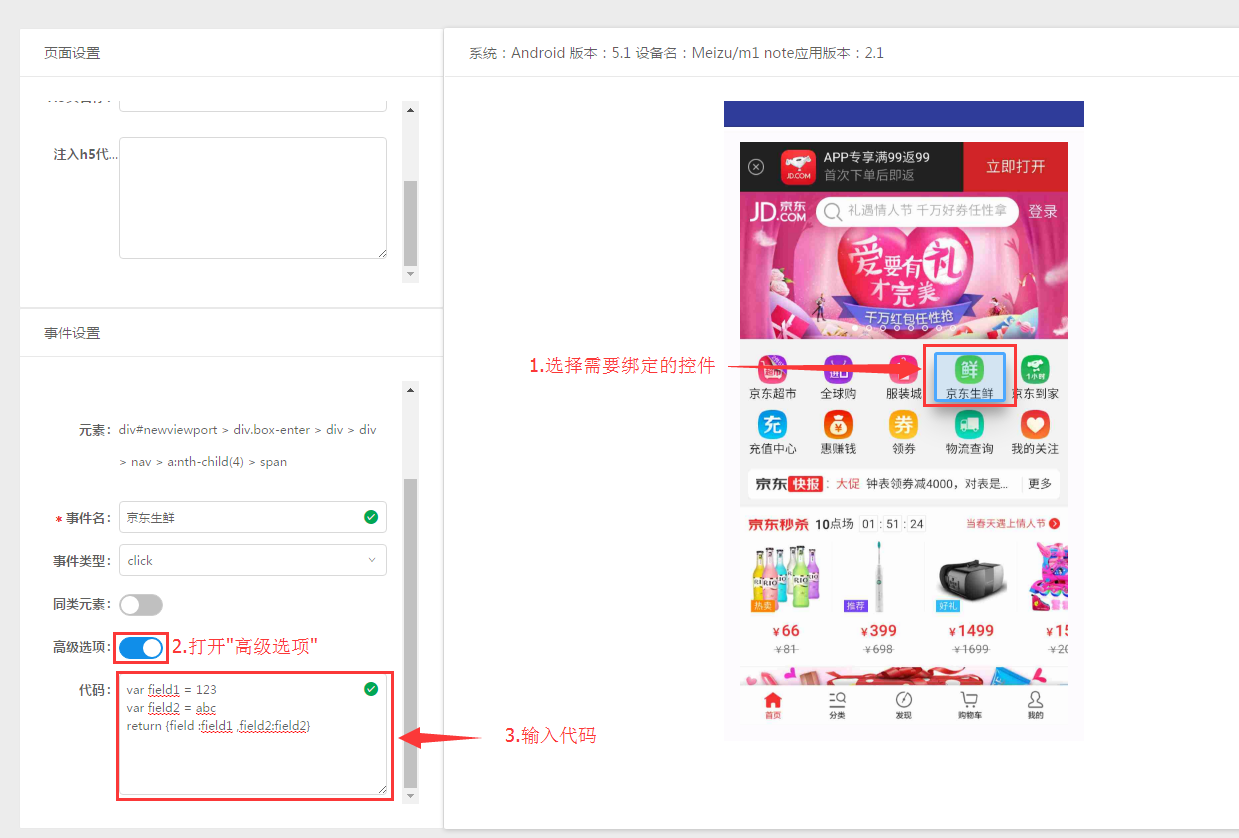 页面设置
系统：Android 版本：5.1 设备名：Meizu/m1 note应用版本：2.1
注入h5代...
事件设置
元素：div#newviewport > div.box-enter > div > div
> nav > a:nth-child(4) > span
* 事件名：京东生鲜
事件类型：click
同类元素：
高级选项：
2.打开"高级选项"
代码：
var field1 = 123
var field2 = abc
return {field :field1 ,field2:field2}
3.输入代码
1.选择需要绑定的控件
JD.COM
APP专享满99返99
首次下单后即返
立即打开
JD.京东.COM
礼遇情人节 千万好券任性拿
登录
爱要有礼
才完美
千万红包任性抢
超市 进口 鲜 1小时
京东超市 全球购 服装城 京东生鲜 京东到家
充 券
充值中心 惠赚钱 领券 物流查询 我的关注
京东快报：大促 钟表领券减4000，对表是... 更多
京东秒杀 10点场 01 : 51 : 24 当春天遇上情人节
RIO RIO
热卖 推荐 好礼
¥66 ¥399 ¥1499
¥81 ¥698 ¥1699
首页 分类 发现 购物车 我的